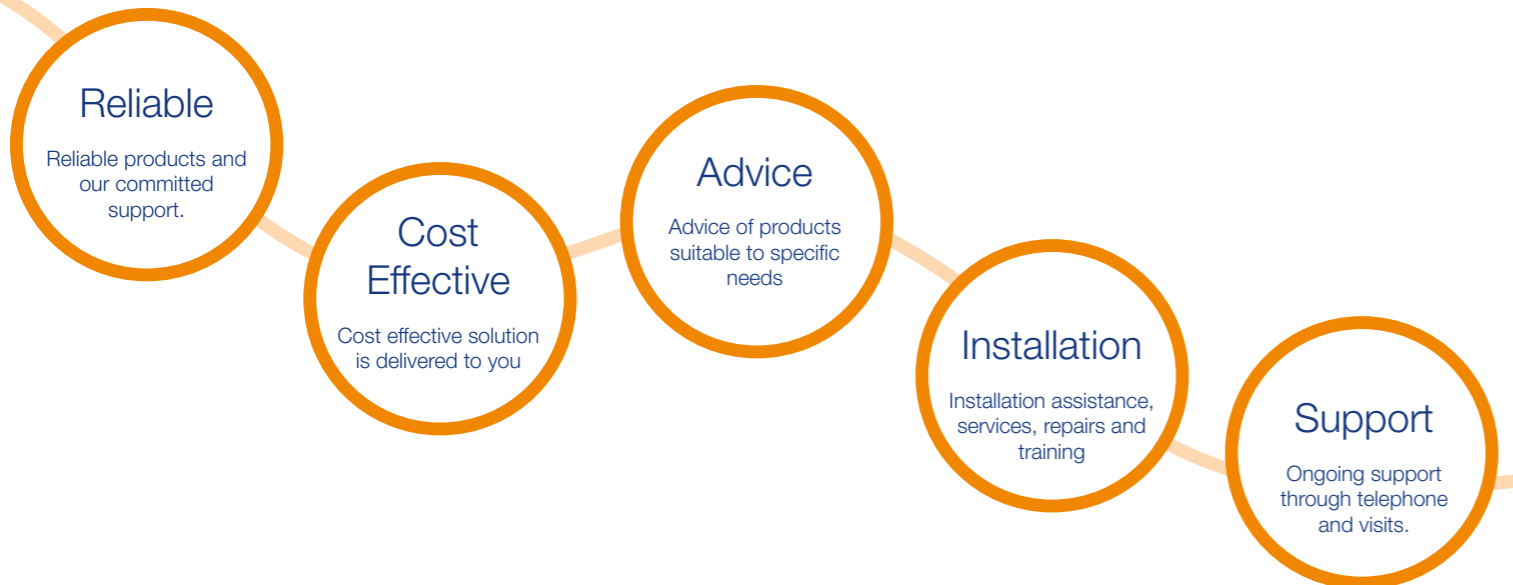 Reliable
Reliable products and
our committed
support.
Cost
Effective
Cost effective solution
is delivered to you
Advice
Advice of products
suitable to specific
needs
Installation
Installation assistance,
services, repairs and
training
Support
Ongoing support
through telephone
and visits.